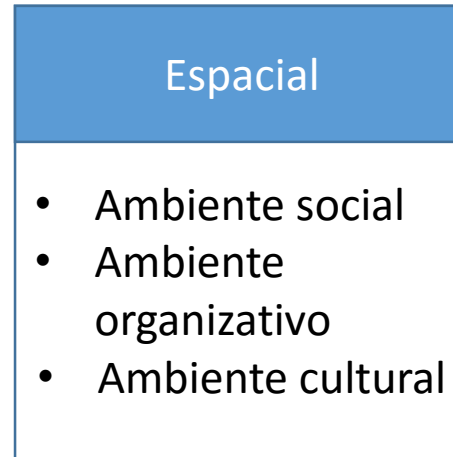 Espacial
• Ambiente social
• Ambiente
organizativo
• Ambiente cultural